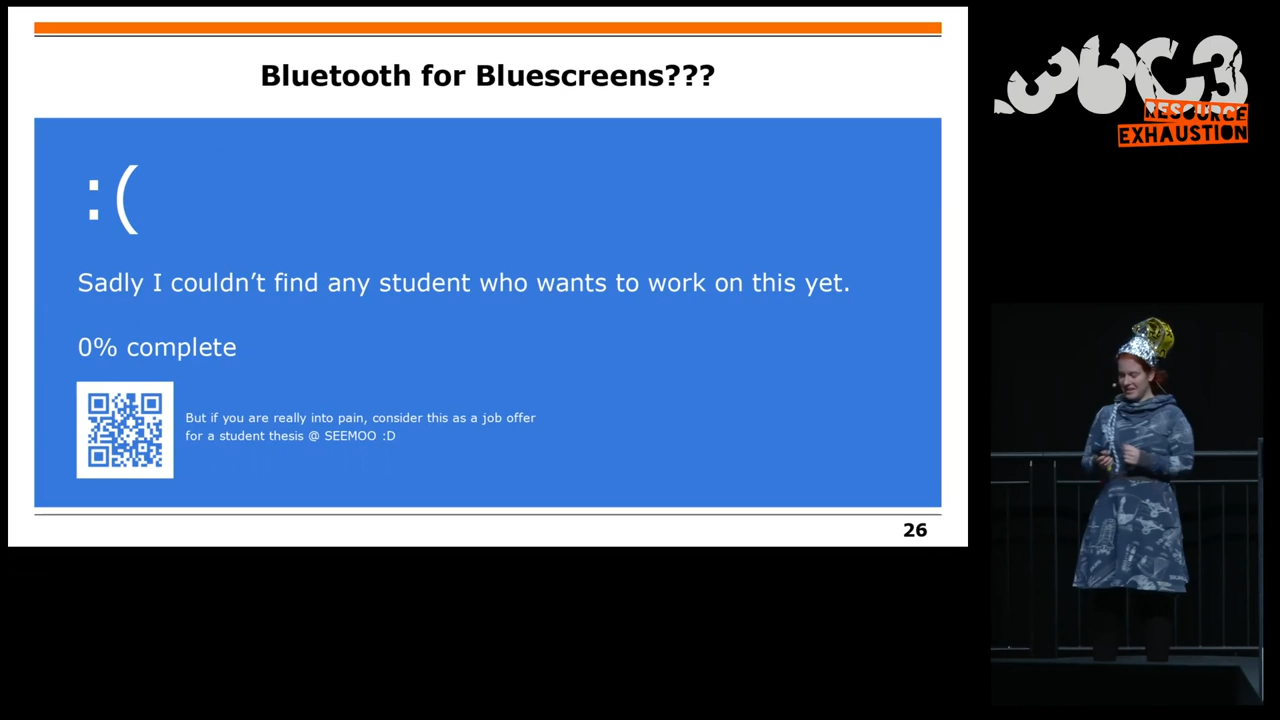 Bluetooth for Bluescreens???
:(
Sadly I couldn’t find any student who wants to work on this yet.
0% complete
But if you are really into pain, consider this as a job offer
for a student thesis @ SEEMOO :D
26
36C3
RESOURCE
EXHAUSTION